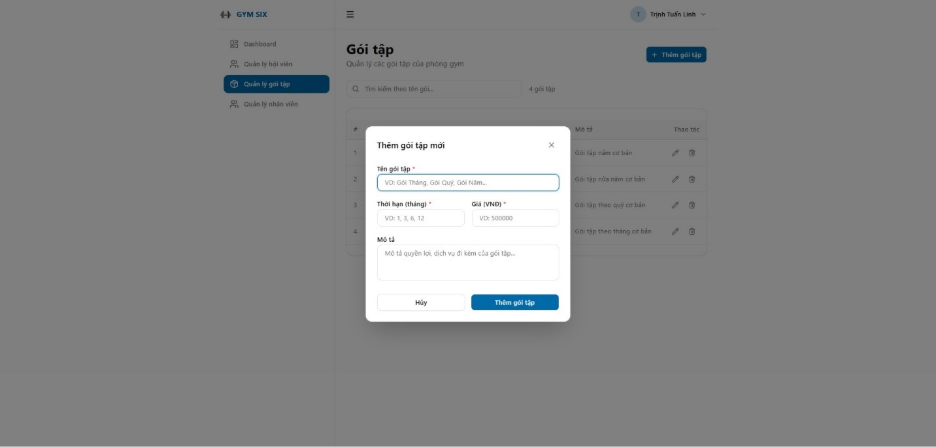 GYM SIX
T Trịnh Tuấn Linh
Dashboard
Quản lý hội viên
Quản lý gói tập
Quản lý nhân viên
Gói tập
Quản lý các gói tập của phòng gym
+ Thêm gói tập
Tìm kiếm theo tên gói...
4 gói tập
# Mô tả Thao tác
1 Gói tập năm cơ bản
2 Gói tập nửa năm cơ bản
3 Gói tập theo quý cơ bản
4 Gói tập theo tháng cơ bản
Thêm gói tập mới
Tên gói tập *
VD: Gói Tháng, Gói Quý, Gói Năm...
Thời hạn (tháng) * Giá (VNĐ) *
VD: 1, 3, 6, 12 VD: 500000
Mô tả
Mô tả quyền lợi, dịch vụ đi kèm của gói tập...
Hủy Thêm gói tập